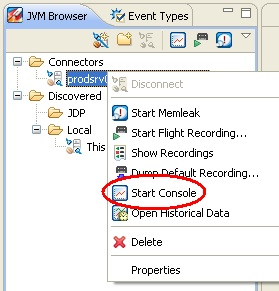 JVM Browser
Event Types
Connectors
Disconnect
Discovered
Start Memleak
JDP
Start Flight Recording...
Local
Show Recordings
This
Dump Default Recording...
Start Console
Open Historical Data
Delete
Properties